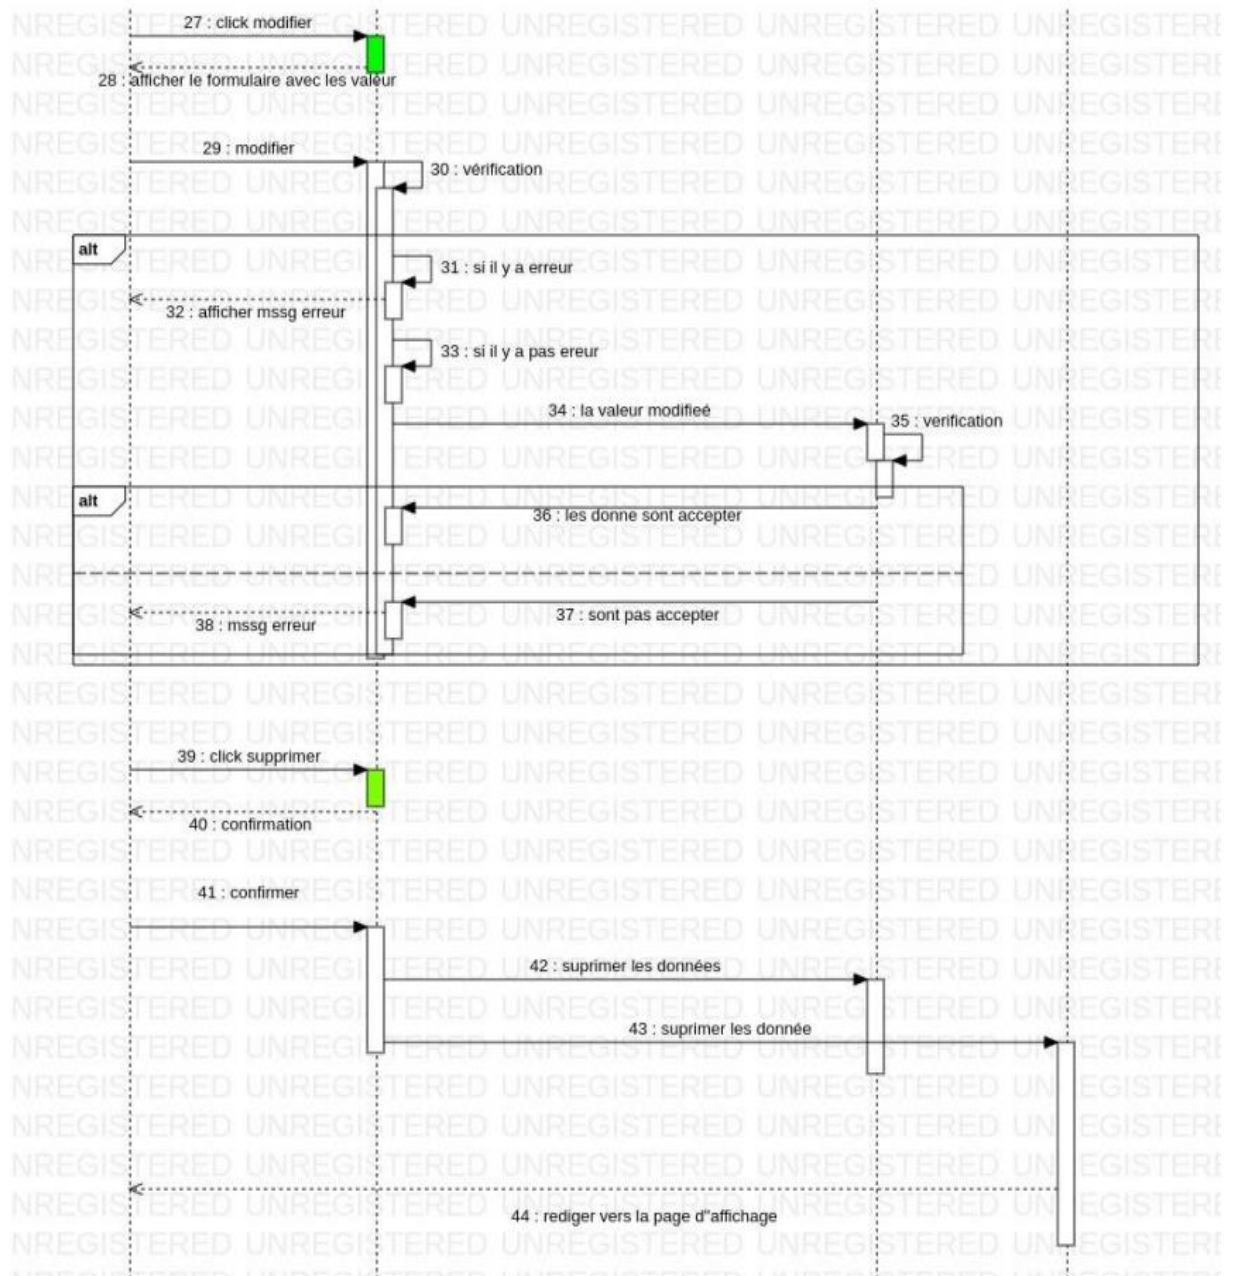 27 : click modifier
28 : afficher le formulaire avec les valeur
29 : modifier
30 : vérification
alt
31 : si il y a erreur
32 : afficher mssg erreur
33 : si il y a pas ereur
34 : la valeur modifieé
35 : verification
alt
36 : les donne sont accepter
37 : sont pas accepter
38 : mssg erreur
39 : click supprimer
40 : confirmation
41 : confirmer
42 : suprimer les données
43 : suprimer les donnée
44 : rediger vers la page d"affichage